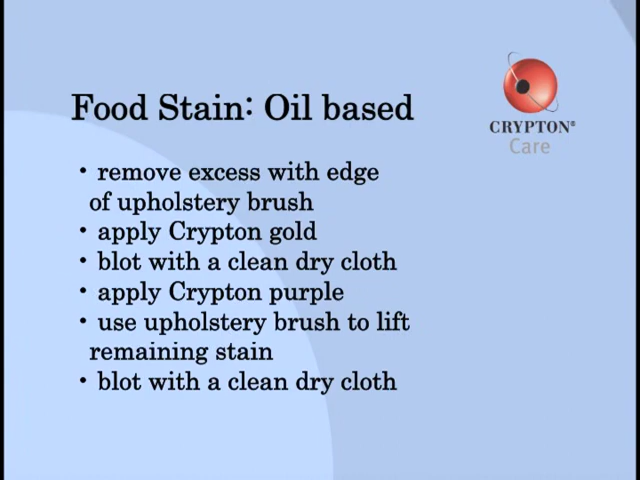 Food Stain: Oil based
CRYPTON®
Care
• remove excess with edge
of upholstery brush
• apply Crypton gold
• blot with a clean dry cloth
• apply Crypton purple
• use upholstery brush to lift
remaining stain
• blot with a clean dry cloth